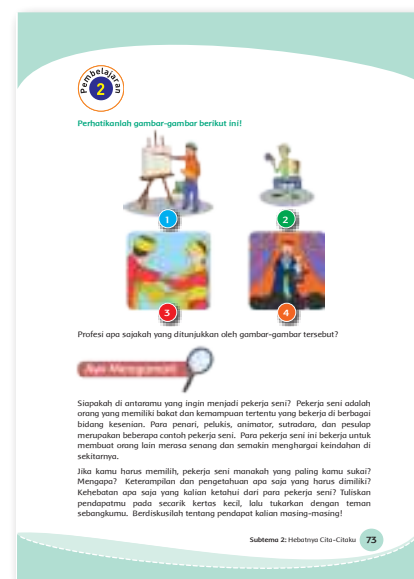 Pembelajaran
2
Perhatikanlah gambar-gambar berikut ini!
1
2
3
4
Profesi apa sajakah yang ditunjukkan oleh gambar-gambar tersebut?
Ayo Mengamati
Siapakah di antaramu yang ingin menjadi pekerja seni? Pekerja seni adalah
orang yang memiliki bakat dan kemampuan tertentu yang bekerja di berbagai
bidang kesenian. Para penari, pelukis, animator, sutradara, dan pesulap
merupakan beberapa contoh pekerja seni. Para pekerja seni ini bekerja untuk
membuat orang lain merasa senang dan semakin menghargai keindahan di
sekitarnya.
Jika kamu harus memilih, pekerja seni manakah yang paling kamu sukai?
Mengapa? Keterampilan dan pengetahuan apa saja yang harus dimiliki?
Kehebatan apa saja yang kalian ketahui dari para pekerja seni? Tuliskan
pendapatmu pada secarik kertas kecil, lalu tukarkan dengan teman
sebangkumu. Berdiskusilah tentang pendapat kalian masing-masing!
Subtema 2: Hebatnya Cita-Citaku 73